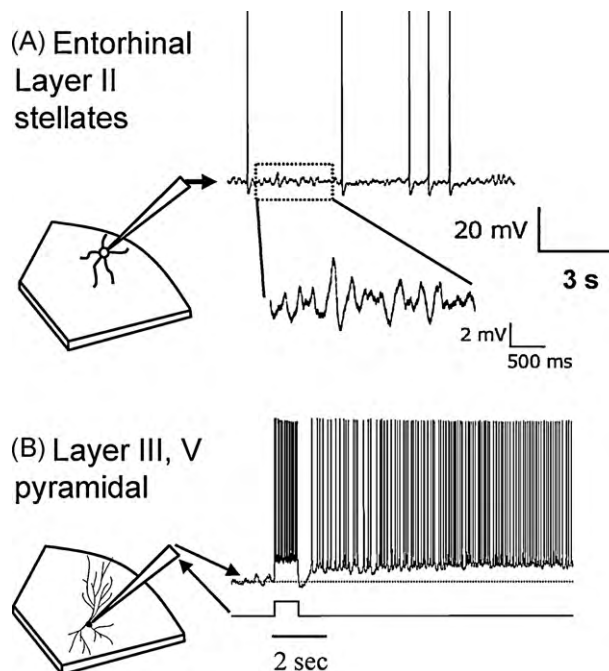 (A) Entorhinal
Layer II
stellates
20 mV
3 s
2 mV
500 ms
(B) Layer III, V
pyramidal
2 sec